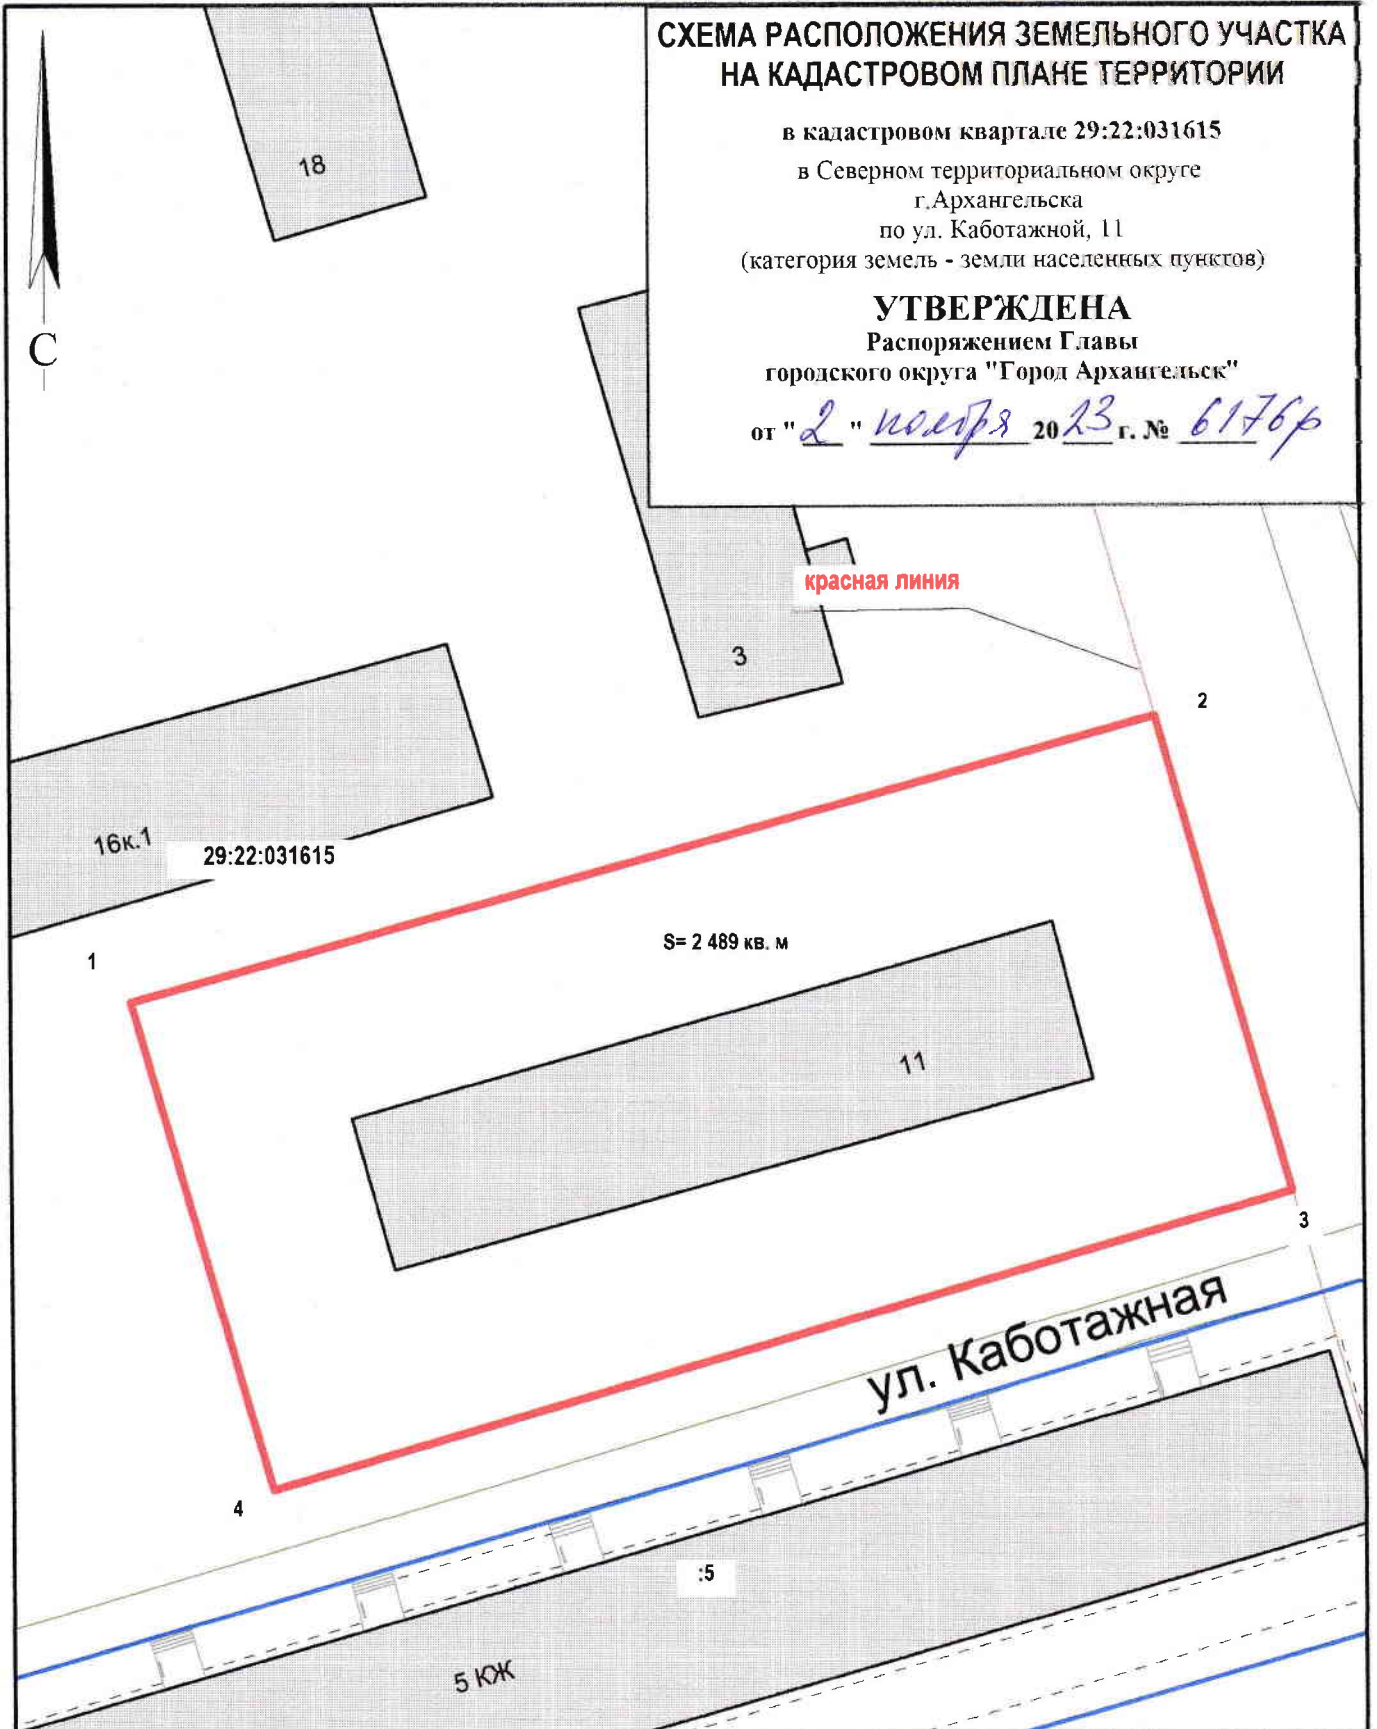 СХЕМА РАСПОЛОЖЕНИЯ ЗЕМЕЛЬНОГО УЧАСТКА
НА КАДАСТРОВОМ ПЛАНЕ ТЕРРИТОРИИ
в кадастровом квартале 29:22:031615
в Северном территориальном округе
г.Архангельска
по ул. Каботажной, 11
(категория земель - земли населенных пунктов)
УТВЕРЖДЕНА
Распоряжением Главы
городского округа "Город Архангельск"
от "2" ноября 2023 г. № 6176р
С
18
красная линия
3
2
16к.1
29:22:031615
1
S= 2 489 кв. м
11
3
ул. Каботажная
4
:5
5 КЖ